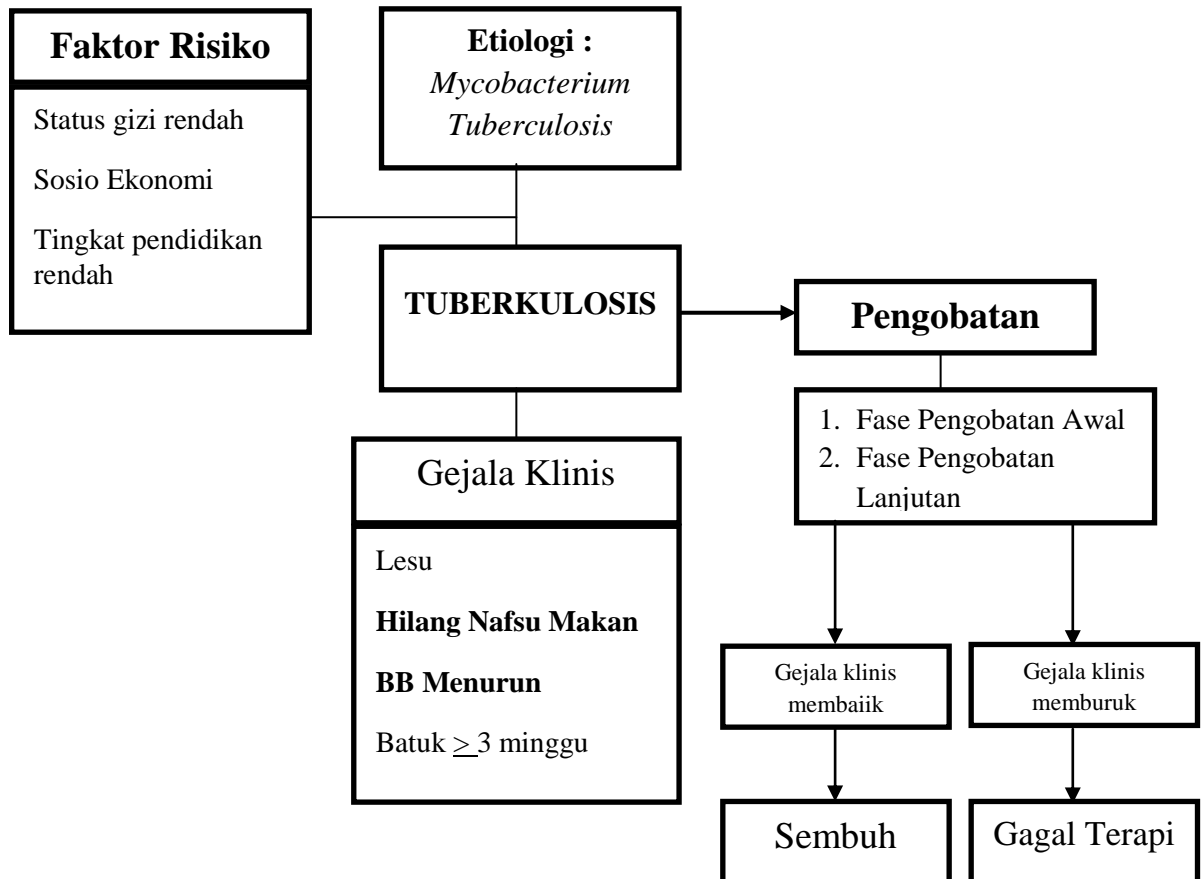 Faktor Risiko
Status gizi rendah
Sosio Ekonomi
Tingkat pendidikan
rendah
Etiologi :
Mycobacterium
Tuberculosis
TUBERKULOSIS
Pengobatan
1. Fase Pengobatan Awal
2. Fase Pengobatan
Lanjutan
Gejala Klinis
Lesu
Hilang Nafsu Makan
BB Menurun
Batuk > 3 minggu
Gejala klinis
membaiik
Gejala klinis
memburuk
Sembuh
Gagal Terapi